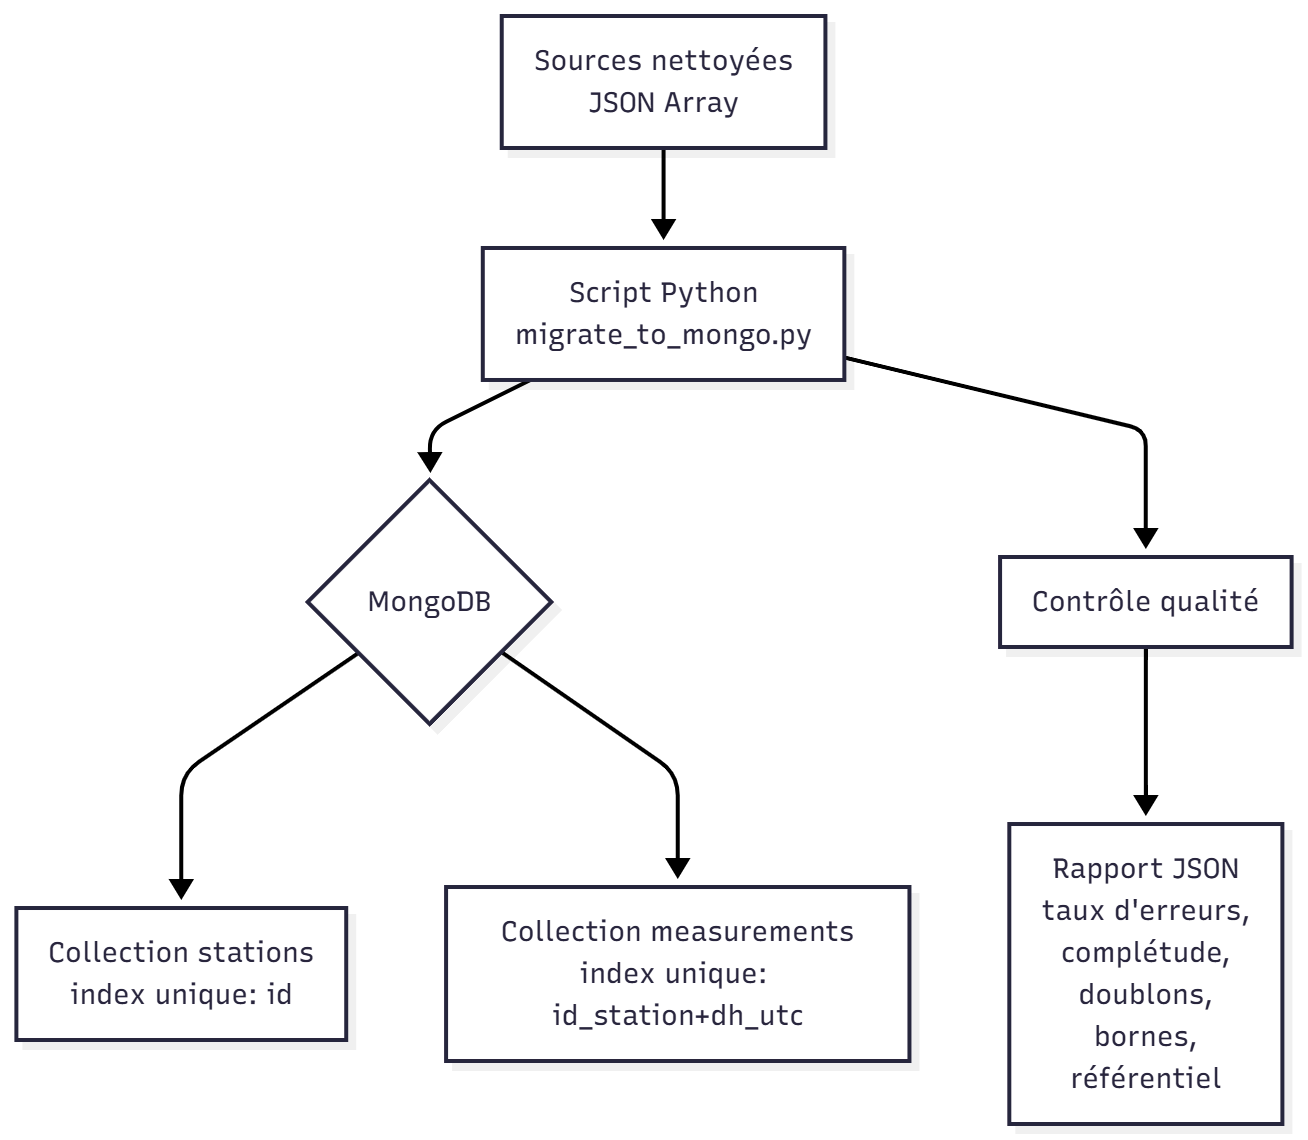 Sources nettoyées
JSON Array
Script Python
migrate_to_mongo.py
MongoDB
Contrôle qualité
Collection stations
index unique: id
Collection measurements
index unique:
id_station+dh_utc
Rapport JSON
taux d'erreurs,
complétude,
doublons,
bornes,
référentiel